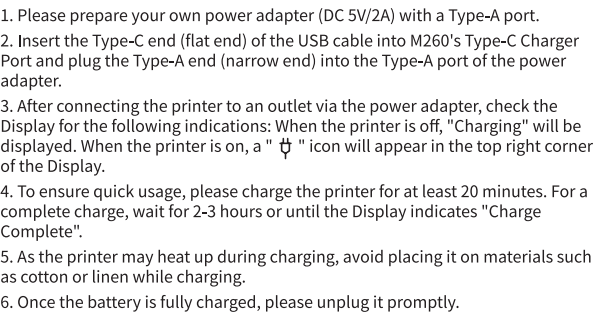 1. Please prepare your own power adapter (DC 5V/2A) with a Type-A port.
2. Insert the Type-C end (flat end) of the USB cable into M260's Type-C Charger
Port and plug the Type-A end (narrow end) into the Type-A port of the power
adapter.
3. After connecting the printer to an outlet via the power adapter, check the
Display for the following indications: When the printer is off, "Charging" will be
displayed. When the printer is on, a " " icon will appear in the top right corner
of the Display.
4. To ensure quick usage, please charge the printer for at least 20 minutes. For a
complete charge, wait for 2-3 hours or until the Display indicates "Charge
Complete".
5. As the printer may heat up during charging, avoid placing it on materials such
as cotton or linen while charging.
6. Once the battery is fully charged, please unplug it promptly.